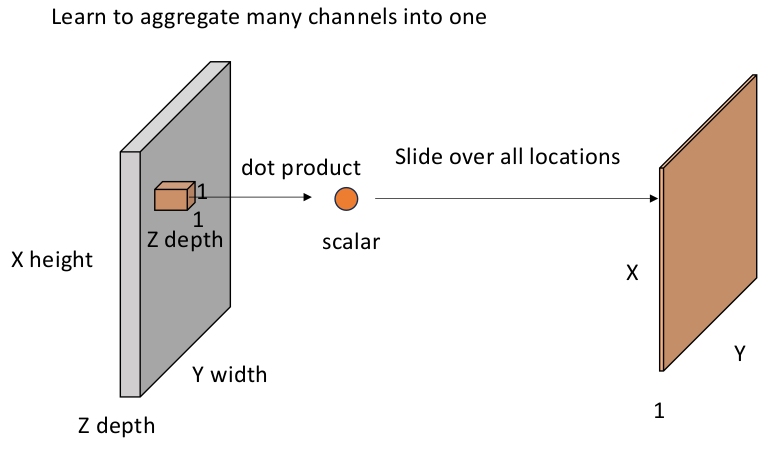 Learn to aggregate many channels into one
dot product
Slide over all locations
1
1
Z depth
scalar
X height
X
Y width
Y
Z depth
1